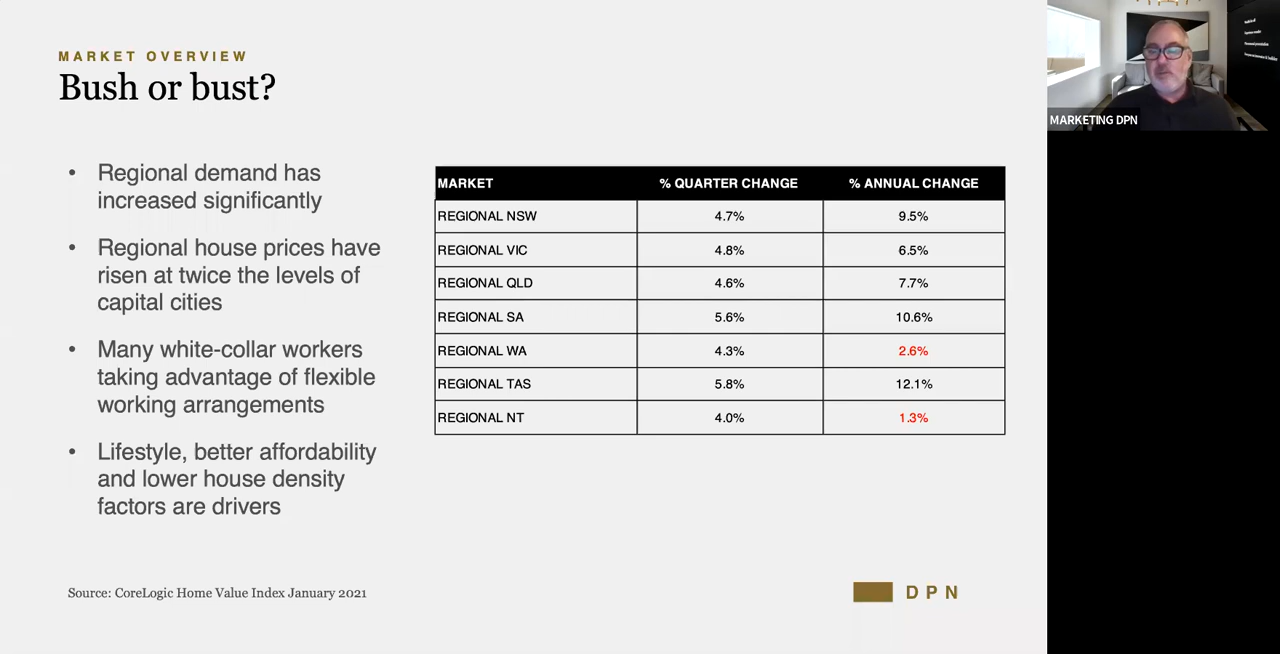 MARKET OVERVIEW
Bush or bust?
• Regional demand has
increased significantly
• Regional house prices have
risen at twice the levels of
capital cities
• Many white-collar workers
taking advantage of flexible
working arrangements
• Lifestyle, better affordability
and lower house density
factors are drivers
MARKET % QUARTER CHANGE % ANNUAL CHANGE
REGIONAL NSW 4.7% 9.5%
REGIONAL VIC 4.8% 6.5%
REGIONAL QLD 4.6% 7.7%
REGIONAL SA 5.6% 10.6%
REGIONAL WA 4.3% 2.6%
REGIONAL TAS 5.8% 12.1%
REGIONAL NT 4.0% 1.3%
Source: CoreLogic Home Value Index January 2021
DPN
MARKETING DPN